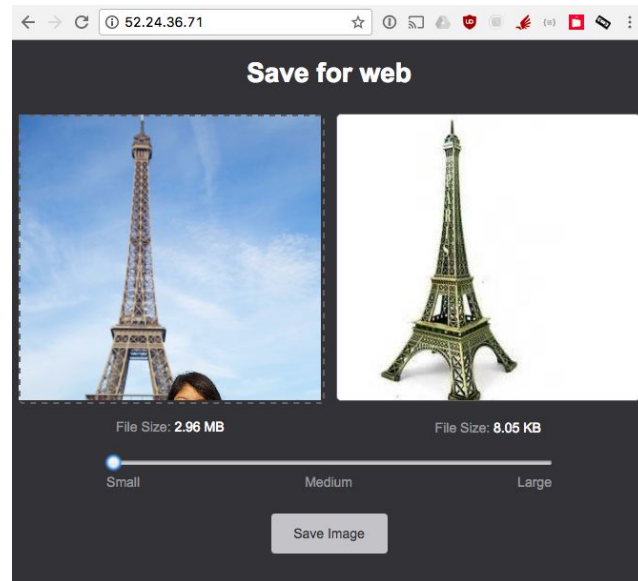 52.24.36.71
Save for web
File Size: 2.96 MB
File Size: 8.05 KB
Small Medium Large
Save Image